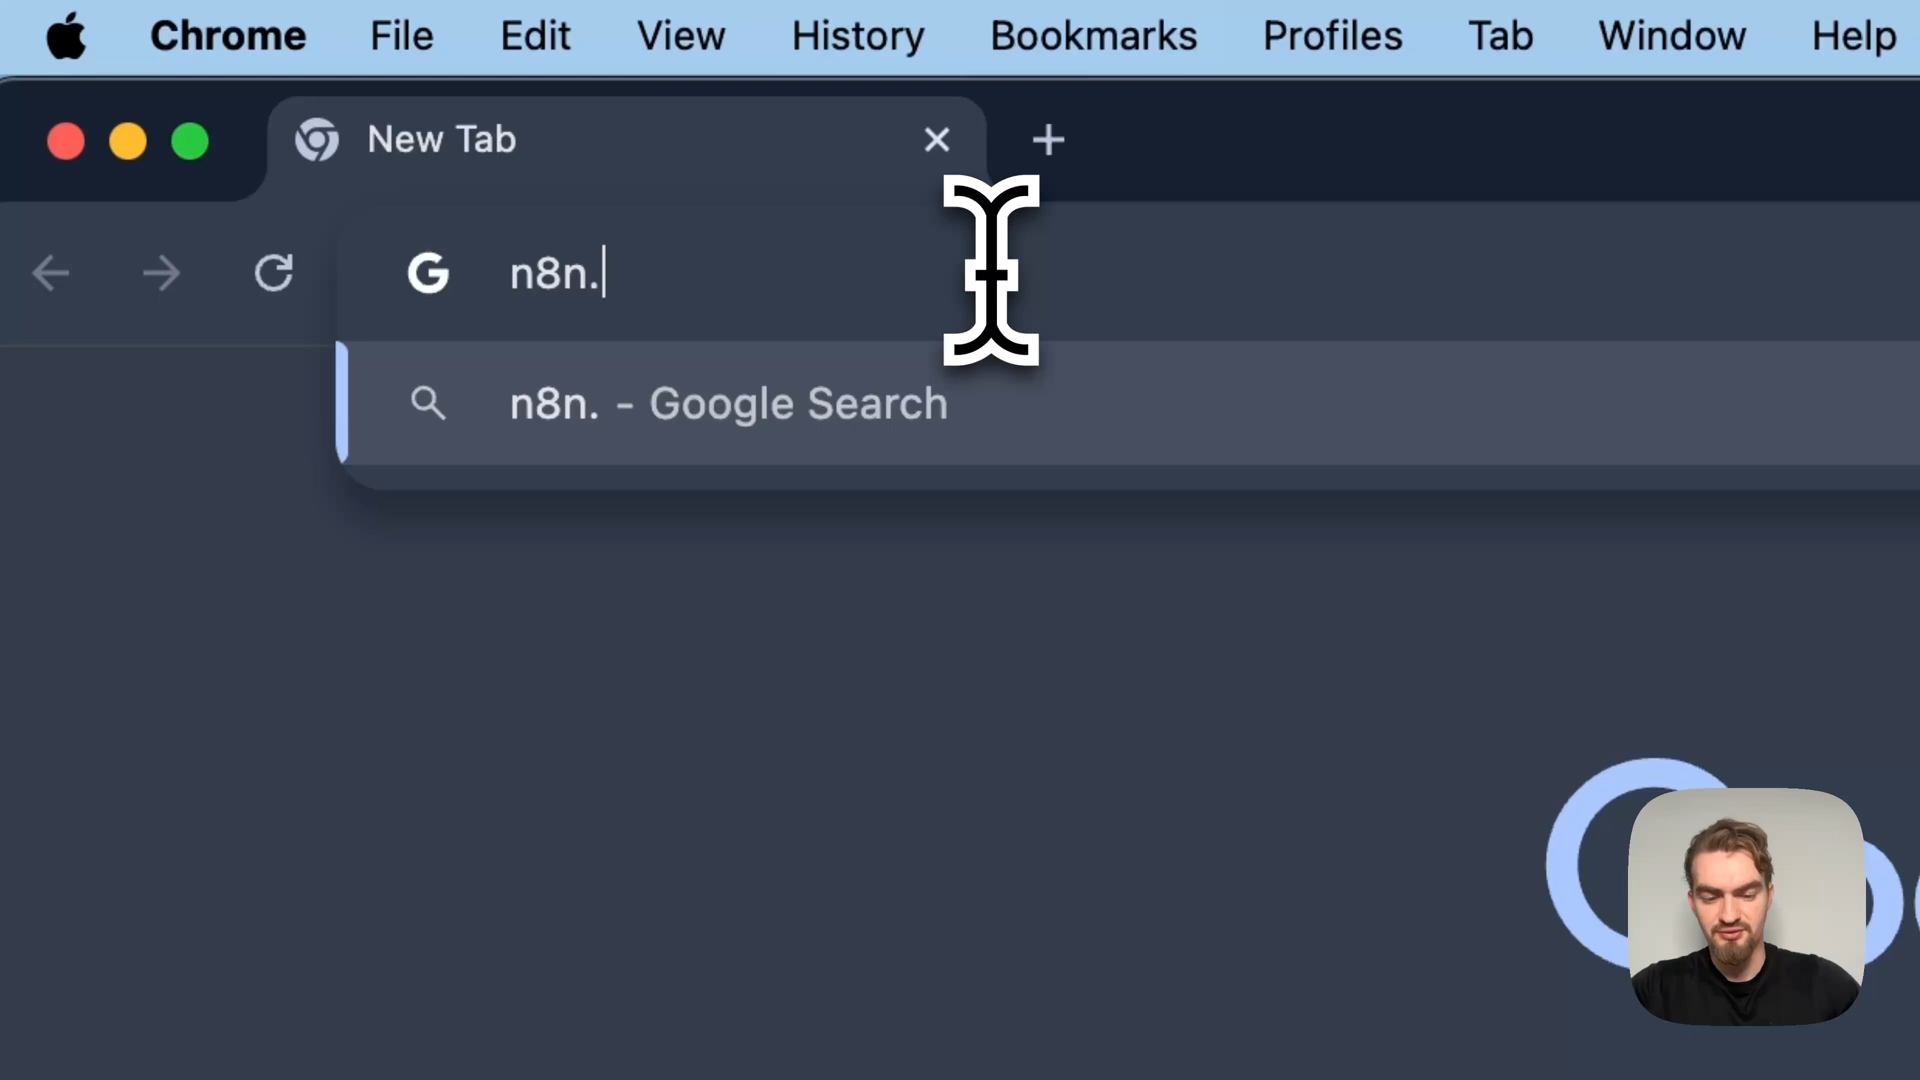 Chrome File Edit View History Bookmarks Profiles Tab Window Help
New Tab
n8n.
n8n. - Google Search